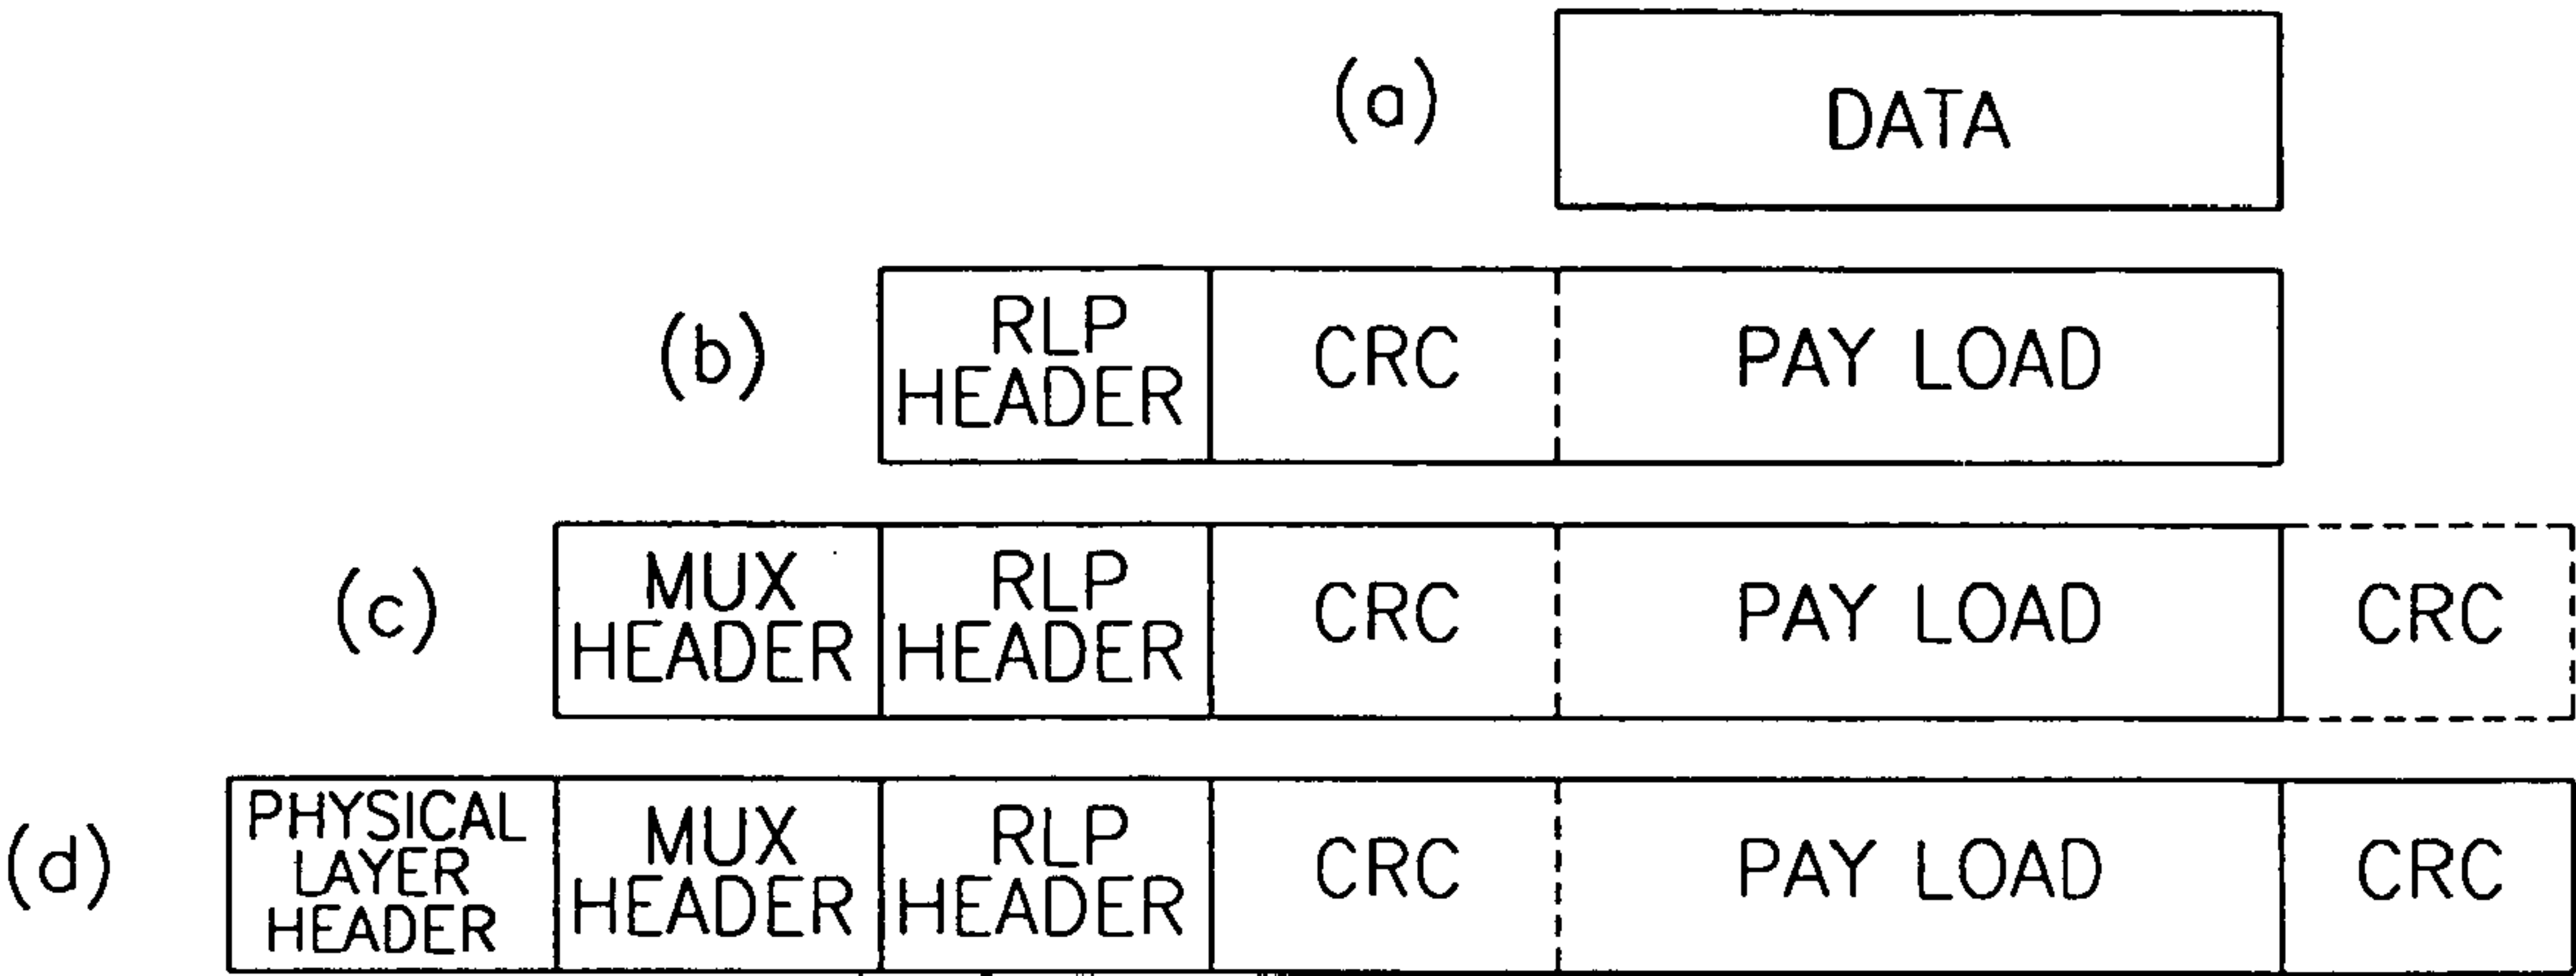 (a) DATA
(b) RLP HEADER CRC PAY LOAD
(c) MUX HEADER RLP HEADER CRC PAY LOAD CRC
(d) PHYSICAL LAYER HEADER MUX HEADER RLP HEADER CRC PAY LOAD CRC